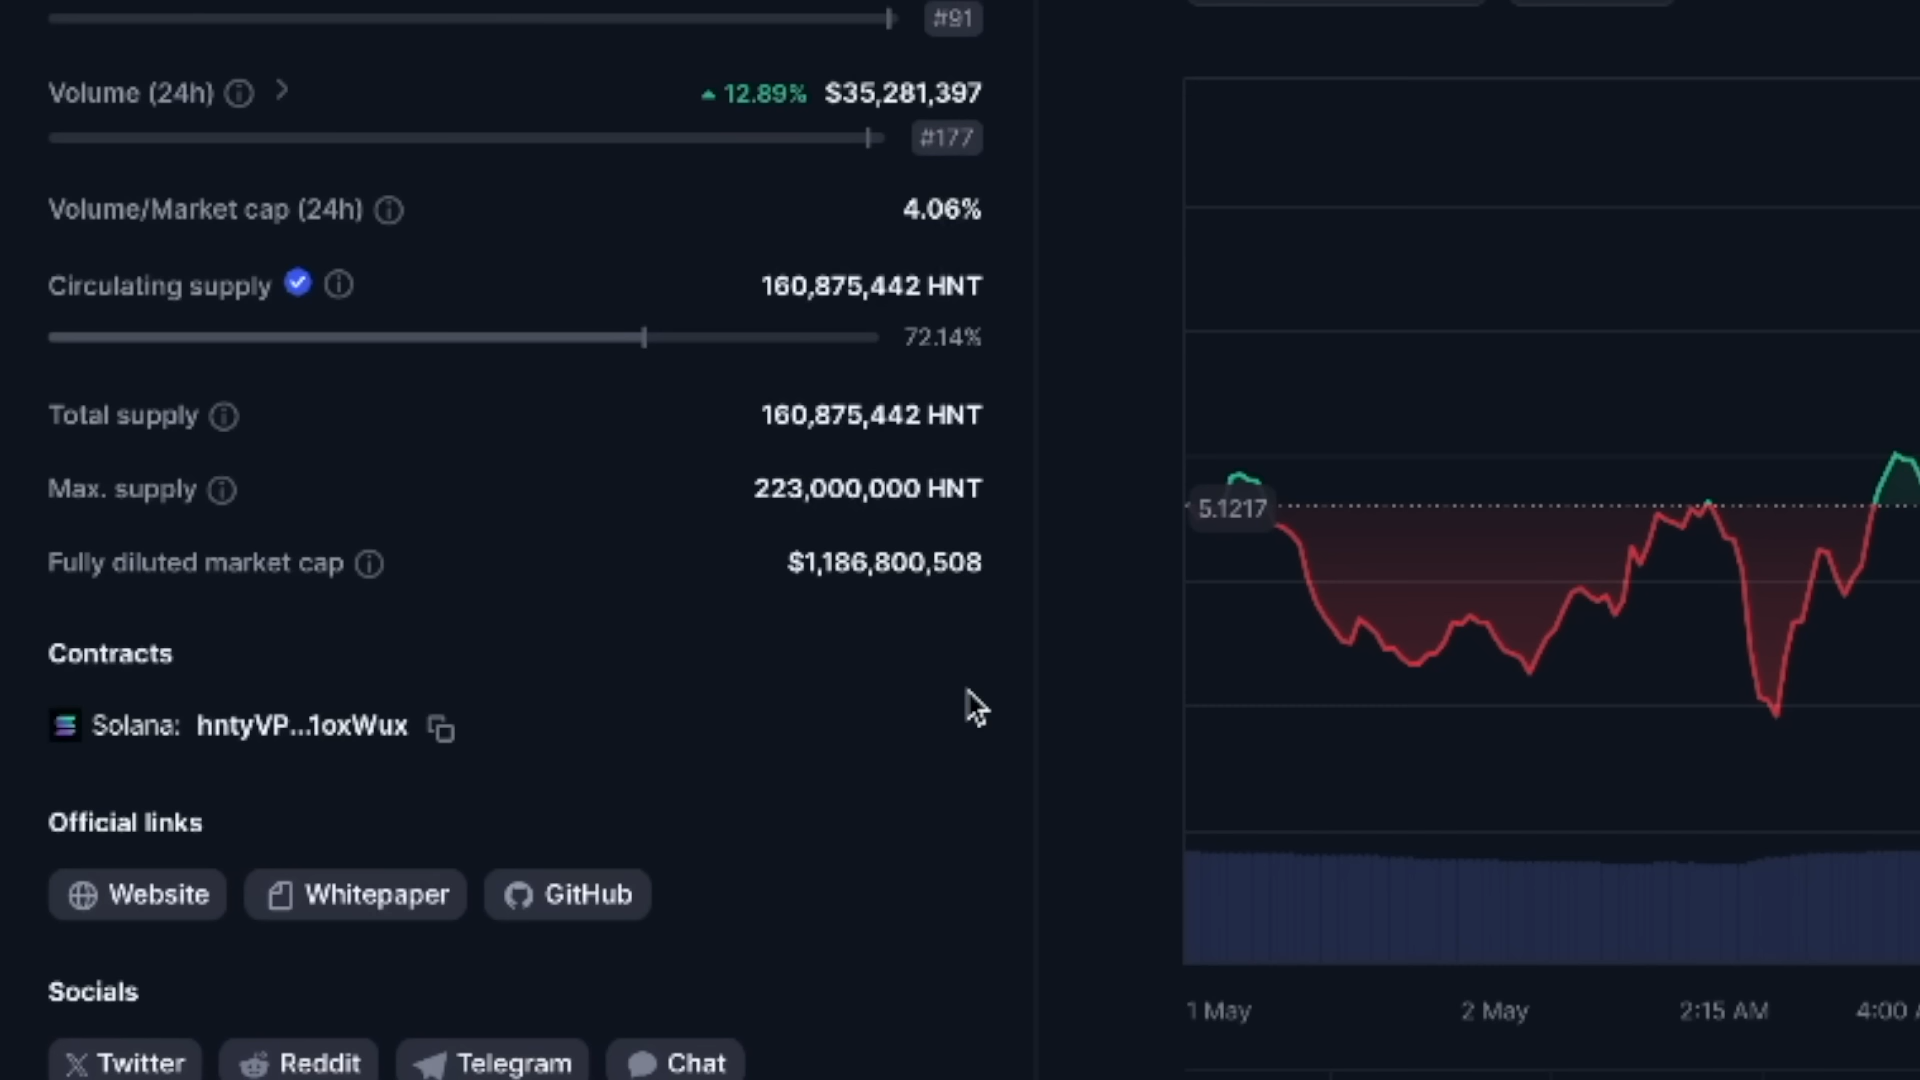 #91
Volume (24h)
12.89% $35,281,397
#177
Volume/Market cap (24h)
4.06%
Circulating supply
160,875,442 HNT
72.14%
Total supply
160,875,442 HNT
Max. supply
223,000,000 HNT
Fully diluted market cap
$1,186,800,508
Contracts
Solana: hntyVP...1oxWux
Official links
Website
Whitepaper
GitHub
Socials
Twitter
Reddit
Telegram
Chat
5.1217
1 May
2 May
2:15 AM
4:00 A